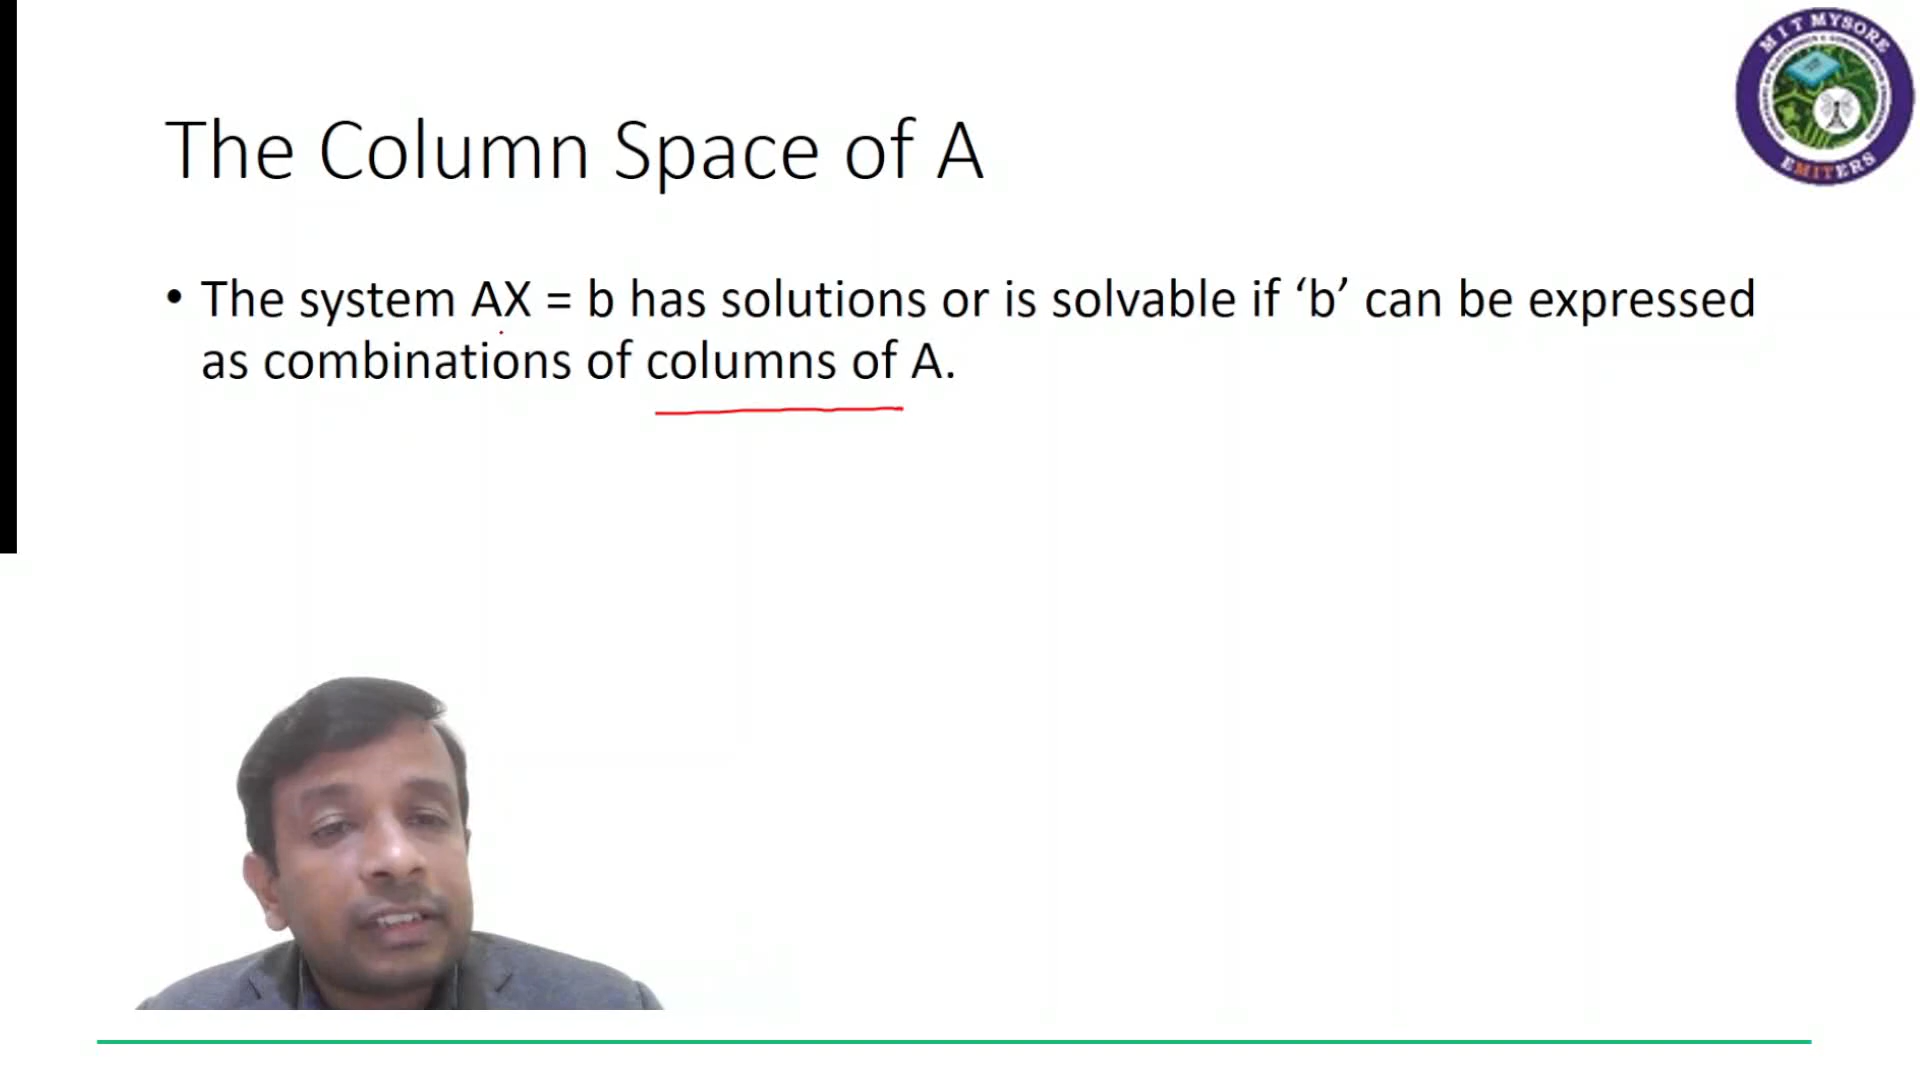 MIT MYSORE
EMITERS
The Column Space of A
• The system AX = b has solutions or is solvable if ‘b’ can be expressed
as combinations of columns of A.